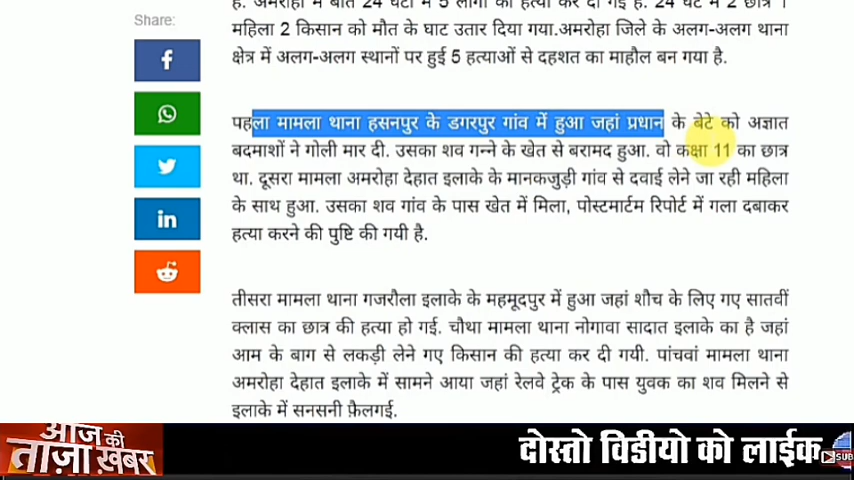 Share:
है. अमरोहा में बीते 24 घंटों में 5 लोगों की हत्या कर दी गई है. 24 घंटे में 2 छात्र 1
महिला 2 किसान को मौत के घाट उतार दिया गया.अमरोहा जिले के अलग-अलग थाना
क्षेत्र में अलग-अलग स्थानों पर हुई 5 हत्याओं से दहशत का माहौल बन गया है.
पहला मामला थाना हसनपुर के डगरपुर गांव में हुआ जहां प्रधान के बेटे को अज्ञात
बदमाशों ने गोली मार दी. उसका शव गन्ने के खेत से बरामद हुआ. वो कक्षा 11 का छात्र
था. दूसरा मामला अमरोहा देहात इलाके के मानकजुड़ी गांव से दवाई लेने जा रही महिला
के साथ हुआ. उसका शव गांव के पास खेत में मिला, पोस्टमार्टम रिपोर्ट में गला दबाकर
हत्या करने की पुष्टि की गयी है.
तीसरा मामला थाना गजरौला इलाके के महमूदपुर में हुआ जहां शौच के लिए गए सातवीं
क्लास का छात्र की हत्या हो गई. चौथा मामला थाना नोगावा सादात इलाके का है जहां
आम के बाग से लकड़ी लेने गए किसान की हत्या कर दी गयी. पांचवां मामला थाना
अमरोहा देहात इलाके में सामने आया जहां रेलवे ट्रेक के पास युवक का शव मिलने से
इलाके में सनसनी फ़ैलगई.
आज की
ताज़ा ख़बर
दोस्तो विडीयो को लाईक
SUB